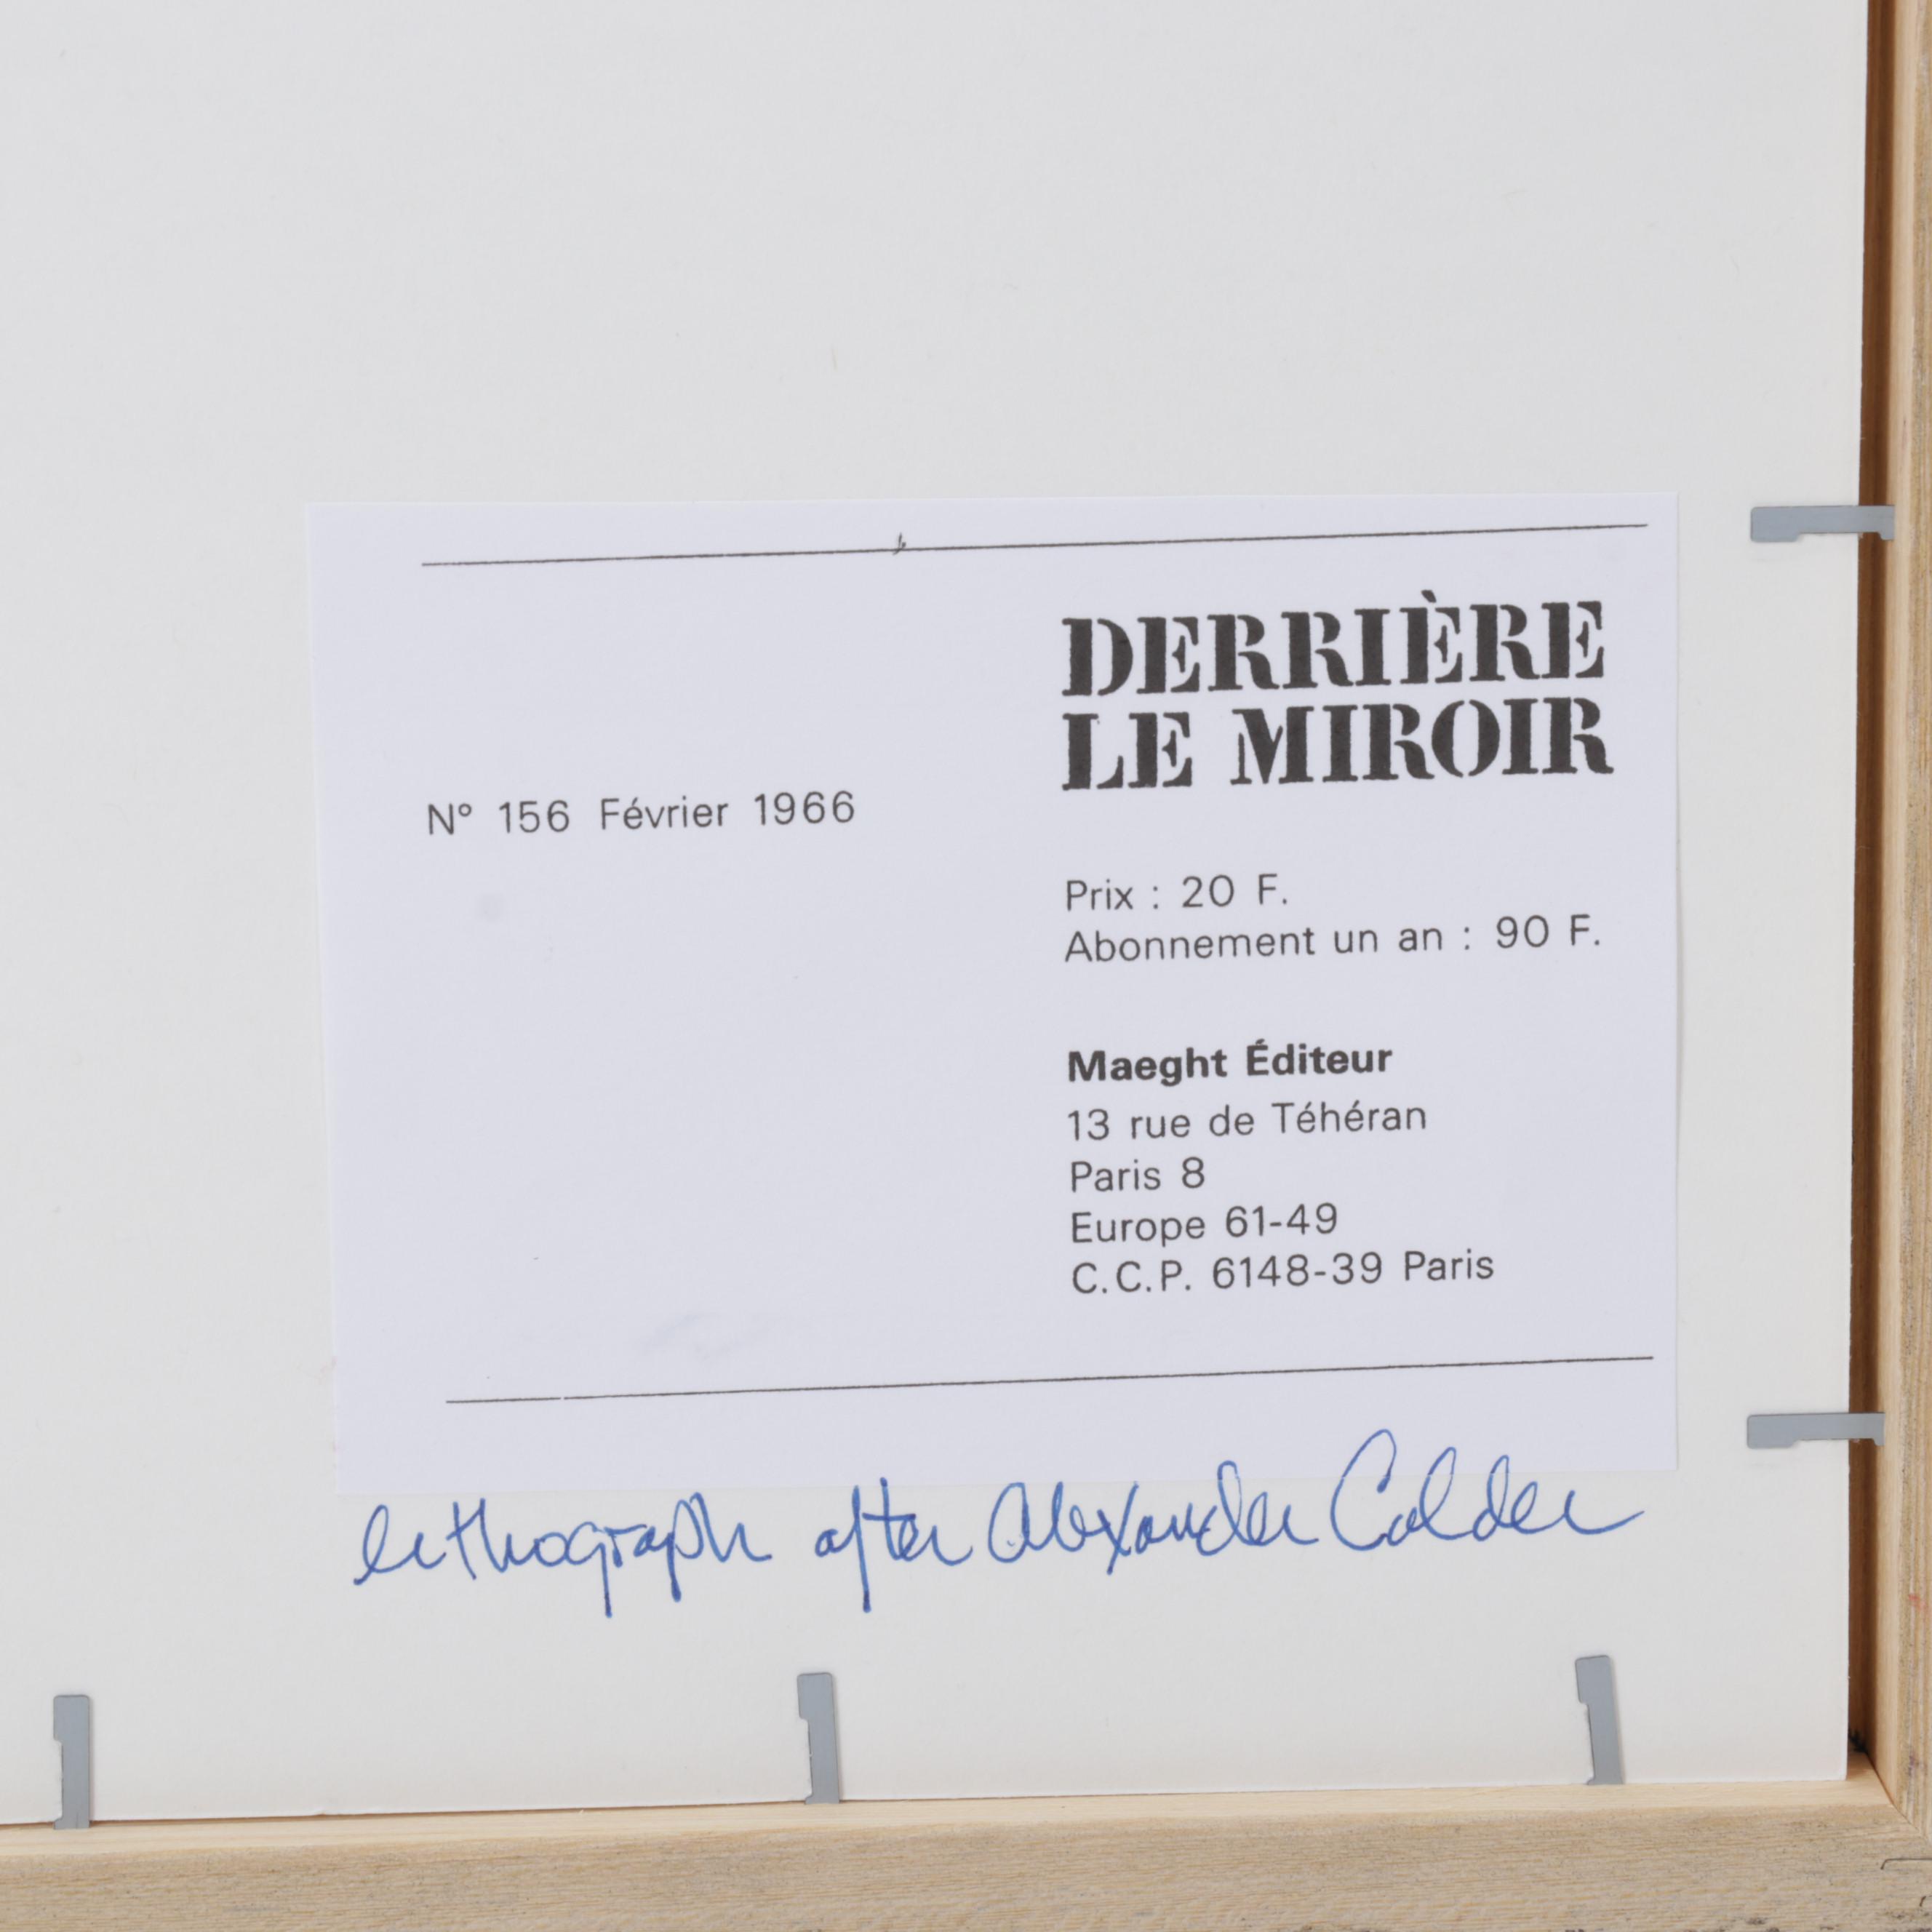 DERRIÈRE
LE MIROIR
N° 156 Février 1966
Prix : 20 F.
Abonnement un an : 90 F.
Maeght Éditeur
13 rue de Téhéran
Paris 8
Europe 61-49
C.C.P. 6148-39 Paris
lithograph after Alexander Calder